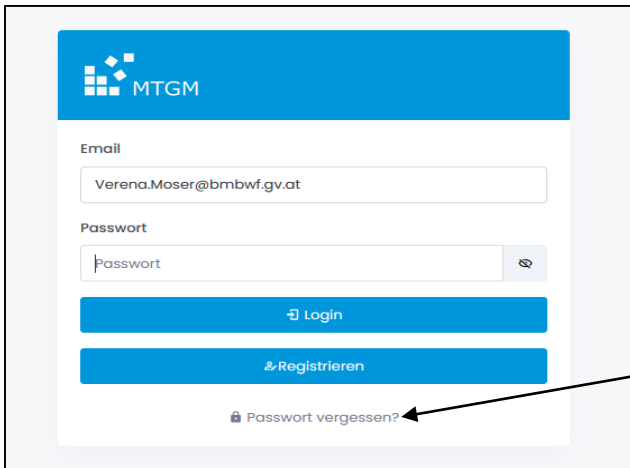 MTGM
Email
Verena.Moser@bmbwf.gv.at
Passwort
Passwort
Login
Registrieren
Passwort vergessen?